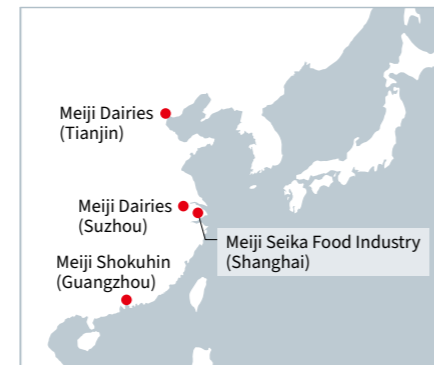 Meiji Dairies
(Tianjin)
Meiji Dairies
(Suzhou)
Meiji Seika Food Industry
(Shanghai)
Meiji Shokuhin
(Guangzhou)